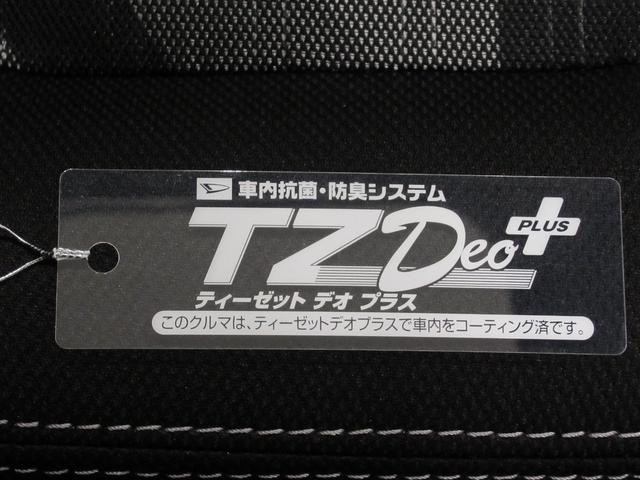 車内抗菌・防臭システム
TZ Deo PLUS
ティーゼット デオ プラス
このクルマは、ティーゼットデオプラスで車内をコーティング済です。